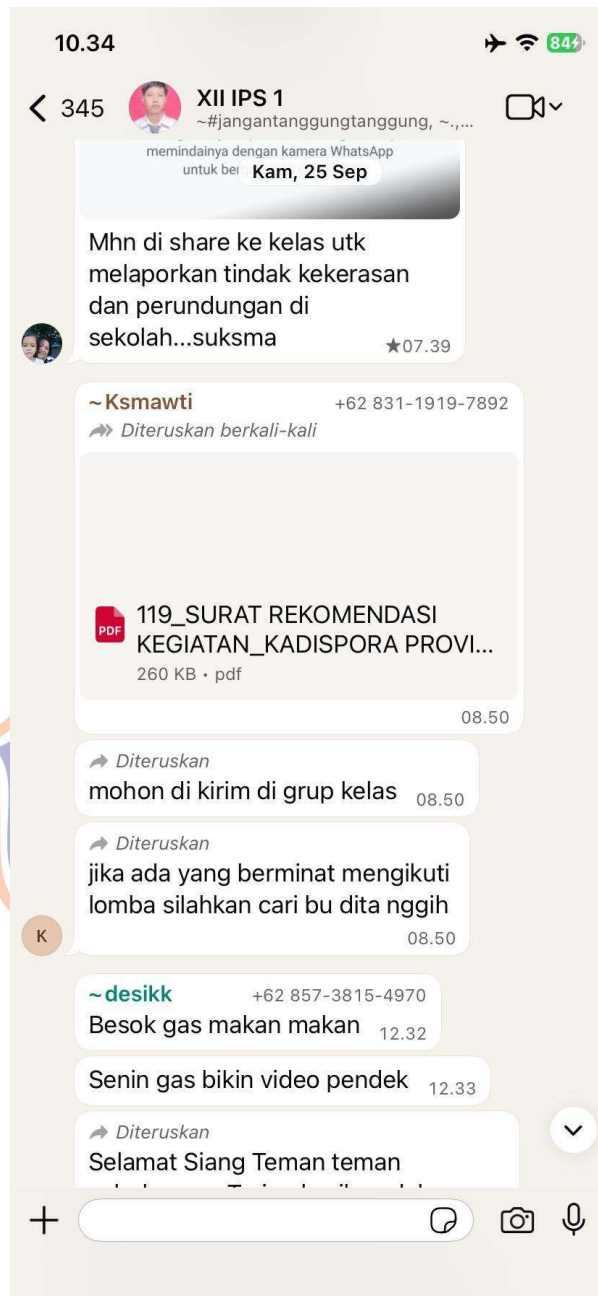 10.34
84
345
XII IPS 1
~#jangantanggungtanggung, ~.,...
memindainya dengan kamera WhatsApp
untuk ber
Kam, 25 Sep
Mhn di share ke kelas utk
melaporkan tindak kekerasan
dan perundungan di
sekolah...suksma
★07.39
~Ksmawti +62 831-1919-7892
Diteruskan berkali-kali
PDF
119_SURAT REKOMENDASI
KEGIATAN_KADISPORA PROVI...
260 KB • pdf
08.50
Diteruskan
mohon di kirim di grup kelas 08.50
Diteruskan
jika ada yang berminat mengikuti
lomba silahkan cari bu dita nggih
08.50
K
~desikk +62 857-3815-4970
Besok gas makan makan 12.32
Senin gas bikin video pendek 12.33
Diteruskan
Selamat Siang Teman teman